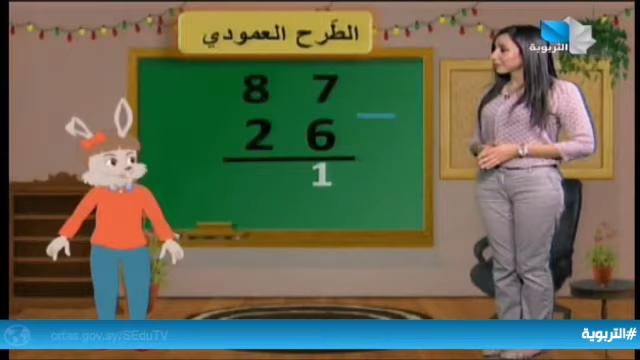 الطَّرح العمودي
التربوية
8 7
2 6
1
#التربوية
ortas.gov.sy/SEduTV